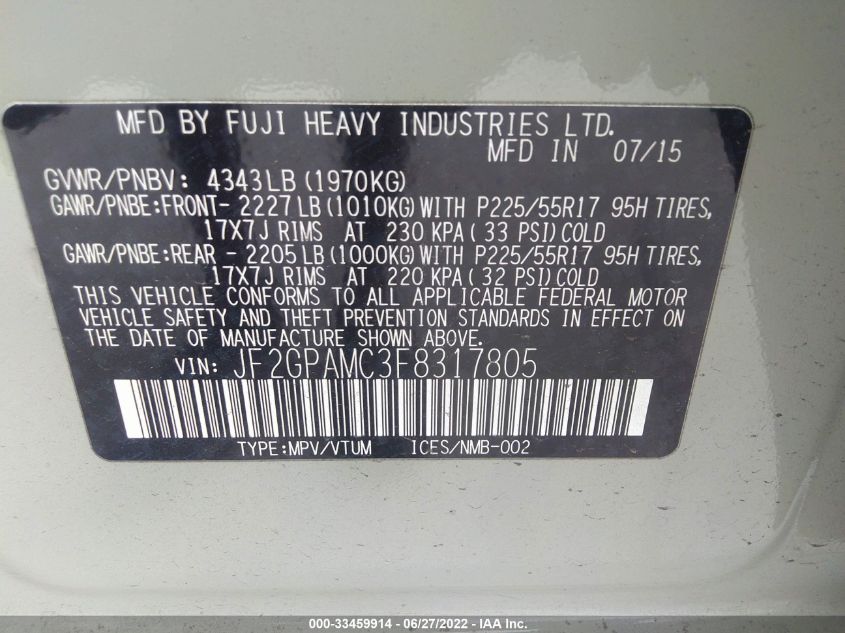 MFD BY FUJI HEAVY INDUSTRIES LTD.
MFD IN 07/15
GVWR/PNBV: 4343LB (1970KG)
GAWR/PNBE:FRONT- 2227LB (1010KG) WITH P225/55R17 95H TIRES,
17X7J RIMS AT 230 KPA (33 PSI) COLD
GAWR/PNBE:REAR - 2205LB (1000KG) WITH P225/55R17 95H TIRES,
17X7J RIMS AT 220 KPA (32 PSI) COLD
THIS VEHICLE CONFORMS TO ALL APPLICABLE FEDERAL MOTOR
VEHICLE SAFETY AND THEFT PREVENTION STANDARDS IN EFFECT ON
THE DATE OF MANUFACTURE SHOWN ABOVE.
VIN: JF2GPAMC3F8317805
TYPE:MPV/VTUM ICES/NMB-002
000-33459914 - 06/27/2022 - IAA Inc.